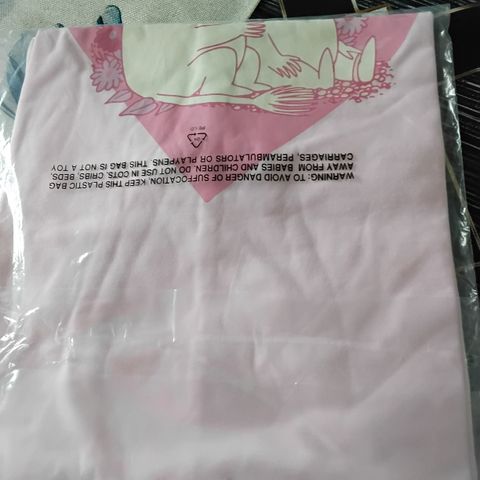 WARNING: TO AVOID DANGER OF SUFFOCATION, KEEP THIS PLASTIC BAG
AWAY FROM BABIES AND CHILDREN. DO NOT USE IN COTS, CRIBS, BEDS,
CARRIAGES, PERAMBULATORS OR PLAYPENS. THIS BAG IS NOT A TOY